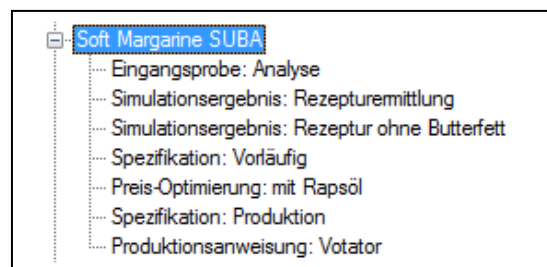 Soft Margarine SUBA
Eingangsprobe: Analyse
Simulationsergebnis: Rezepturermittlung
Simulationsergebnis: Rezeptur ohne Butterfett
Spezifikation: Vorläufig
Preis-Optimierung: mit Rapsöl
Spezifikation: Produktion
Produktionsanweisung: Votator